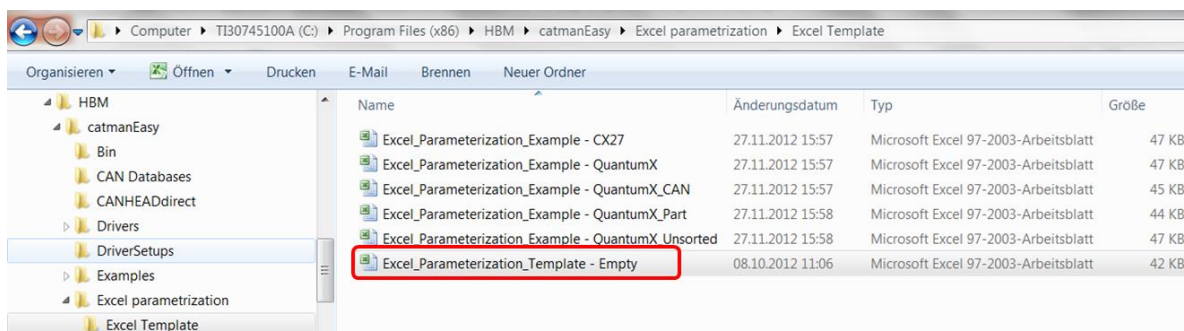 Computer TI30745100A (C:) Program Files (x86) HBM catmanEasy Excel parametrization Excel Template
Organisieren Öffnen Drucken E-Mail Brennen Neuer Ordner
HBM
catmanEasy
Bin
CAN Databases
CANHEADdirect
Drivers
DriverSetups
Examples
Excel parametrization
Excel Template
Name Änderungsdatum Typ Größe
Excel_Parameterization_Example - CX27 27.11.2012 15:57 Microsoft Excel 97-2003-Arbeitsblatt 47 KB
Excel_Parameterization_Example - QuantumX 27.11.2012 15:57 Microsoft Excel 97-2003-Arbeitsblatt 47 KB
Excel_Parameterization_Example - QuantumX_CAN 27.11.2012 15:57 Microsoft Excel 97-2003-Arbeitsblatt 45 KB
Excel_Parameterization_Example - QuantumX_Part 27.11.2012 15:58 Microsoft Excel 97-2003-Arbeitsblatt 44 KB
Excel_Parameterization_Example - QuantumX_Unsorted 27.11.2012 15:58 Microsoft Excel 97-2003-Arbeitsblatt 47 KB
Excel_Parameterization_Template - Empty 08.10.2012 11:06 Microsoft Excel 97-2003-Arbeitsblatt 42 KB